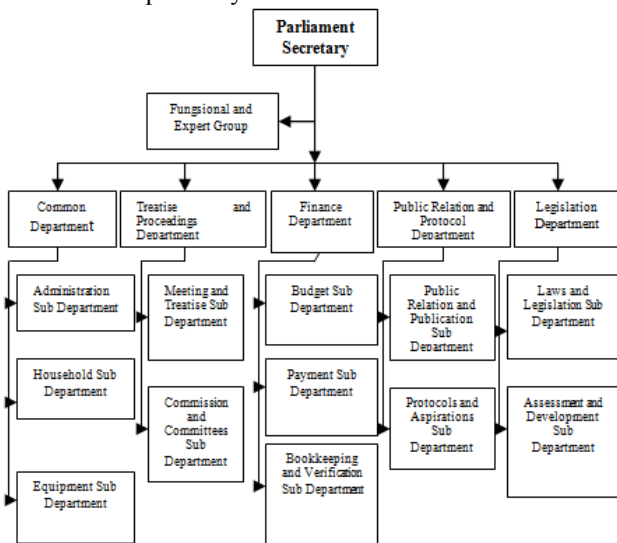 Parliament
Secretary
Fungsional and
Expert Group
Common
Department
Treatise and
Proceedings
Department
Finance
Department
Public Relation and
Protocol
Department
Legislation
Department
Administration
Sub Department
Meeting and
Treatise Sub
Department
Budget Sub
Department
Public
Relation and
Publication
Sub
Department
Laws and
Legislation Sub
Department
Household Sub
Department
Commission
and
Committees
Sub
Department
Payment Sub
Department
Protocols and
Aspirations
Sub
Department
Assessment and
Development
Sub
Department
Equipment Sub
Department
Bookkeeping
and Verification
Sub Department